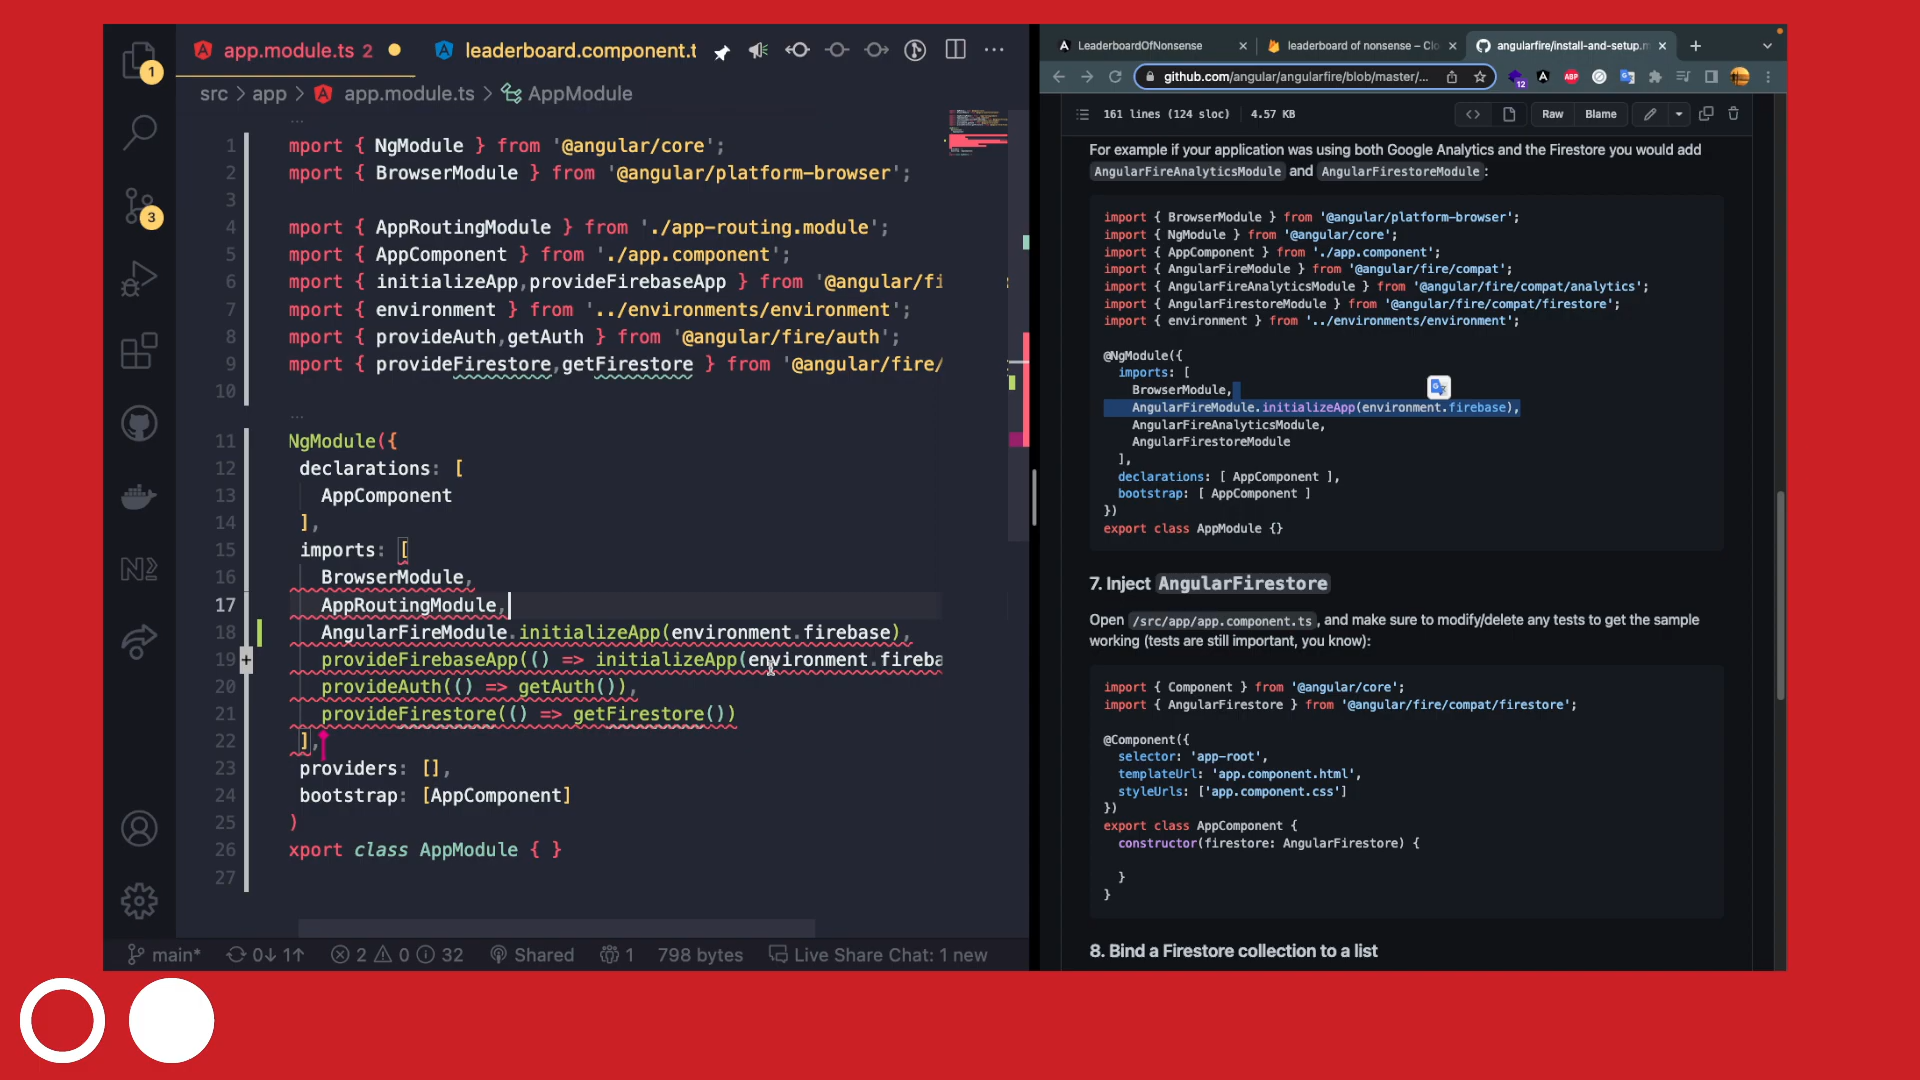 app.module.ts 2
leaderboard.component.t
src > app > app.module.ts > AppModule
1 mport { NgModule } from '@angular/core';
2 mport { BrowserModule } from '@angular/platform-browser';
3
4 mport { AppRoutingModule } from './app-routing.module';
5 mport { AppComponent } from './app.component';
6 mport { initializeApp,provideFirebaseApp } from '@angular/fi
7 mport { environment } from '../environments/environment';
8 mport { provideAuth,getAuth } from '@angular/fire/auth';
9 mport { provideFirestore,getFirestore } from '@angular/fire/
10
11 NgModule({
12 declarations: [
13 AppComponent
14 ],
15 imports: [
16 BrowserModule,
17 AppRoutingModule,
18 AngularFireModule.initializeApp(environment.firebase),
19 provideFirebaseApp(() => initializeApp(environment.fireba
20 provideAuth(() => getAuth()),
21 provideFirestore(() => getFirestore())
22 ],
23 providers: [],
24 bootstrap: [AppComponent]
25 )
26 xport class AppModule { }
27
1
3
main* 0↓ 1↑ 2 0 32 Shared 1 798 bytes Live Share Chat: 1 new
LeaderboardOfNonsense
leaderboard of nonsense – Clo
angularfire/install-and-setup.m
github.com/angular/angularfire/blob/master/...
12
ABP
161 lines (124 sloc) 4.57 KB
Raw Blame
For example if your application was using both Google Analytics and the Firestore you would add
AngularFireAnalyticsModule and AngularFirestoreModule:
import { BrowserModule } from '@angular/platform-browser';
import { NgModule } from '@angular/core';
import { AppComponent } from './app.component';
import { AngularFireModule } from '@angular/fire/compat';
import { AngularFireAnalyticsModule } from '@angular/fire/compat/analytics';
import { AngularFirestoreModule } from '@angular/fire/compat/firestore';
import { environment } from '../environments/environment';
@NgModule({
imports: [
BrowserModule,
AngularFireModule.initializeApp(environment.firebase),
AngularFireAnalyticsModule,
AngularFirestoreModule
],
declarations: [ AppComponent ],
bootstrap: [ AppComponent ]
})
export class AppModule {}
7. Inject AngularFirestore
Open /src/app/app.component.ts, and make sure to modify/delete any tests to get the sample
working (tests are still important, you know):
import { Component } from '@angular/core';
import { AngularFirestore } from '@angular/fire/compat/firestore';
@Component({
selector: 'app-root',
templateUrl: 'app.component.html',
styleUrls: ['app.component.css']
})
export class AppComponent {
constructor(firestore: AngularFirestore) {
}
}
8. Bind a Firestore collection to a list